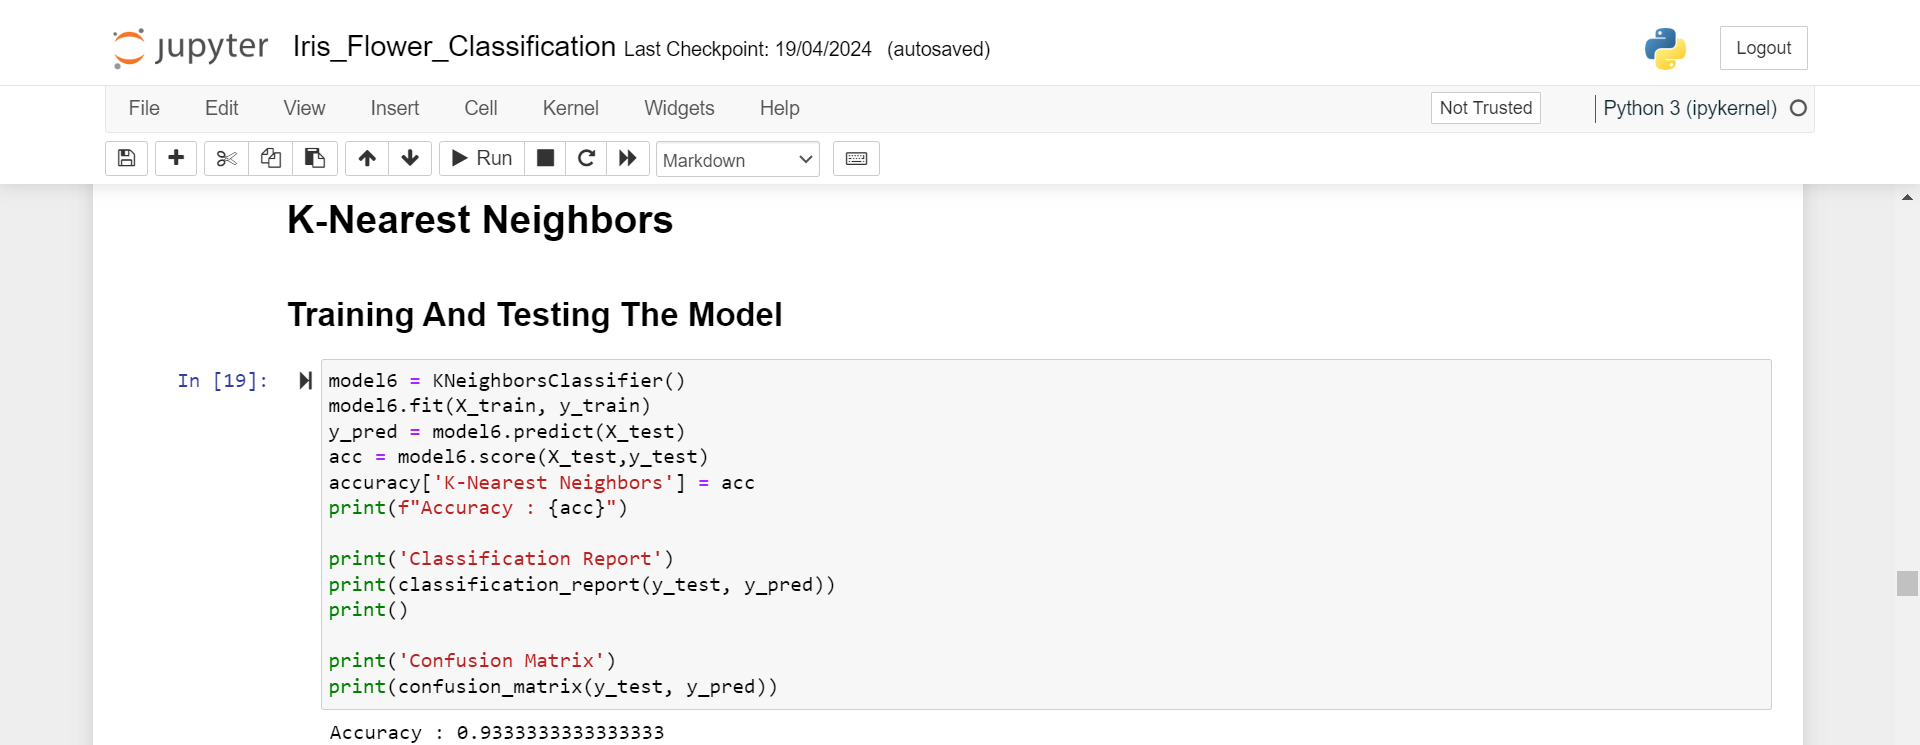 jupyter Iris_Flower_Classification Last Checkpoint: 19/04/2024 (autosaved) Logout
File Edit View Insert Cell Kernel Widgets Help Not Trusted Python 3 (ipykernel)
Run Markdown
K-Nearest Neighbors
Training And Testing The Model
In [19]: model6 = KNeighborsClassifier()
model6.fit(X_train, y_train)
y_pred = model6.predict(X_test)
acc = model6.score(X_test,y_test)
accuracy['K-Nearest Neighbors'] = acc
print(f"Accuracy : {acc}")
print('Classification Report')
print(classification_report(y_test, y_pred))
print()
print('Confusion Matrix')
print(confusion_matrix(y_test, y_pred))
Accuracy : 0.9333333333333333